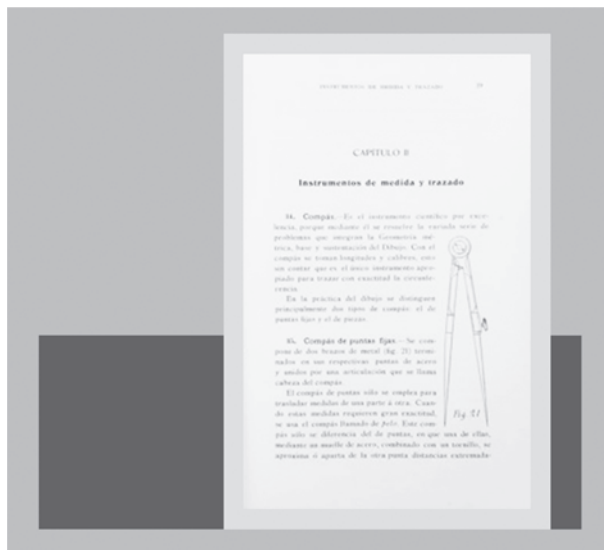 INSTRUMENTOS DE MEDIDA Y TRAZADO
CAPÍTULO II
Instrumentos de medida y trazado
14. Compás.—Es el instrumento científico por exce-
lencia, porque mediante él se resuelve la variada serie de
problemas que integran la Geometría mé-
trica, base y sustentación del Dibujo. Con el
compás se toman longitudes y calibres, esto
sin contar que es el único instrumento apro-
piado para trazar con exactitud la circunfe-
rencia.
En la práctica del dibujo se distinguen
principalmente dos tipos de compás: el de
puntas fijas y el de piezas.
15. Compás de puntas fijas.—Se com-
pone de dos brazos de metal (fig. 21) termi-
nados en sus respectivas puntas de acero
y unidos por una articulación que se llama
cabeza del compás.
El compás de puntas sólo se emplea para
trasladar medidas de una parte á otra. Cuan-
do estas medidas requieren gran exactitud,
se usa el compás llamado de pelo. Este com-
pás sólo se diferencia del de puntas, en que una de ellas,
mediante un muelle de acero, combinado con un tornillo, se
aproxima ó aparta de la otra punta distancias extremada-
Fig. 21